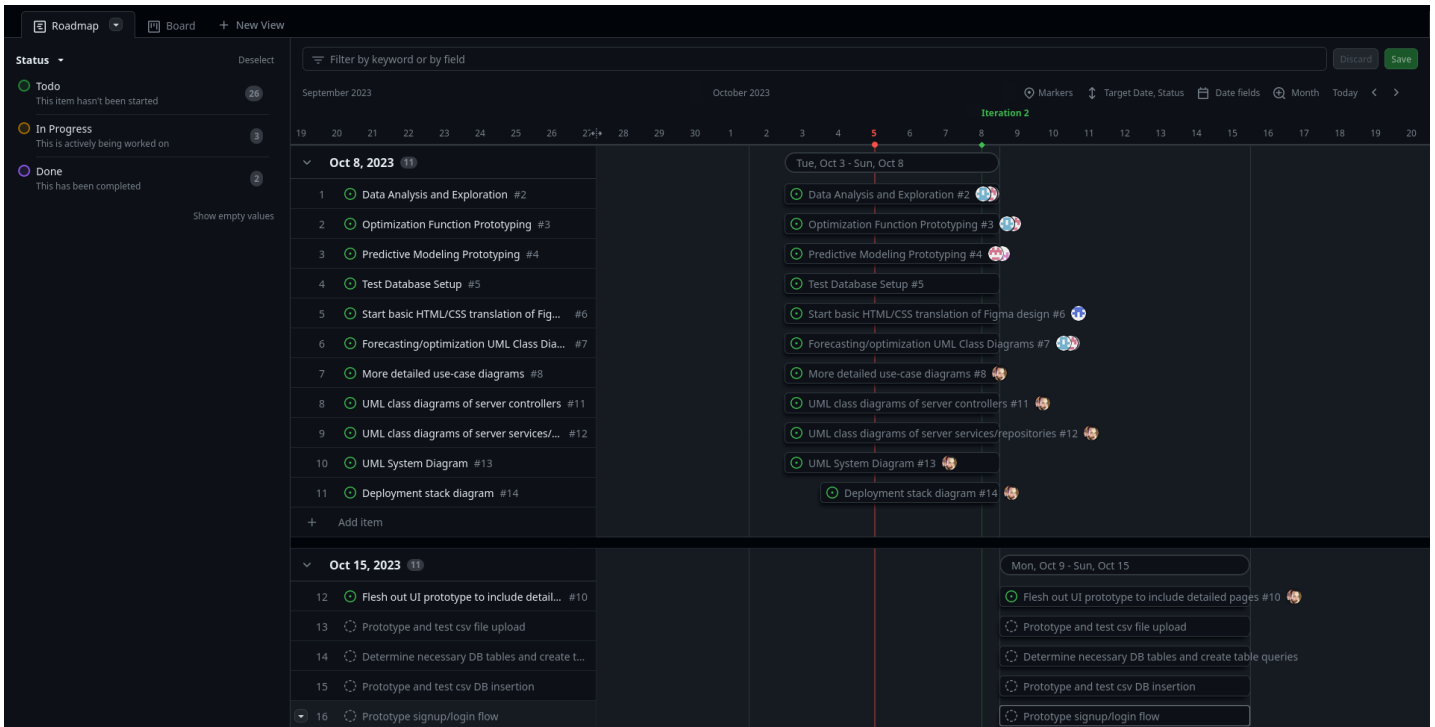 Roadmap Board + New View
Status Deselect
Todo 26
This item hasn't been started
In Progress 3
This is actively being worked on
Done 2
This has been completed
Show empty values
Filter by keyword or by field Discard Save
September 2023 October 2023 Markers Target Date, Status Date fields Month Today
Iteration 2
19 20 21 22 23 24 25 26 27 28 29 30 1 2 3 4 5 6 7 8 9 10 11 12 13 14 15 16 17 18 19 20
Oct 8, 2023 11 Tue, Oct 3 - Sun, Oct 8
1 Data Analysis and Exploration #2 Data Analysis and Exploration #2
2 Optimization Function Prototyping #3 Optimization Function Prototyping #3
3 Predictive Modeling Prototyping #4 Predictive Modeling Prototyping #4
4 Test Database Setup #5 Test Database Setup #5
5 Start basic HTML/CSS translation of Fig... #6 Start basic HTML/CSS translation of Figma design #6
6 Forecasting/optimization UML Class Dia... #7 Forecasting/optimization UML Class Diagrams #7
7 More detailed use-case diagrams #8 More detailed use-case diagrams #8
8 UML class diagrams of server controllers #11 UML class diagrams of server controllers #11
9 UML class diagrams of server services/... #12 UML class diagrams of server services/repositories #12
10 UML System Diagram #13 UML System Diagram #13
11 Deployment stack diagram #14 Deployment stack diagram #14
+ Add item
Oct 15, 2023 11 Mon, Oct 9 - Sun, Oct 15
12 Flesh out UI prototype to include detail... #10 Flesh out UI prototype to include detailed pages #10
13 Prototype and test csv file upload Prototype and test csv file upload
14 Determine necessary DB tables and create t... Determine necessary DB tables and create table queries
15 Prototype and test csv DB insertion Prototype and test csv DB insertion
16 Prototype signup/login flow Prototype signup/login flow